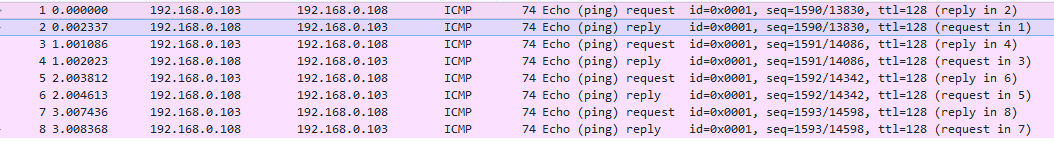 1 0.000000 192.168.0.103 192.168.0.108 ICMP 74 Echo (ping) request id=0x0001, seq=1590/13830, ttl=128 (reply in 2)
2 0.002337 192.168.0.108 192.168.0.103 ICMP 74 Echo (ping) reply id=0x0001, seq=1590/13830, ttl=128 (request in 1)
3 1.001086 192.168.0.103 192.168.0.108 ICMP 74 Echo (ping) request id=0x0001, seq=1591/14086, ttl=128 (reply in 4)
4 1.002023 192.168.0.108 192.168.0.103 ICMP 74 Echo (ping) reply id=0x0001, seq=1591/14086, ttl=128 (request in 3)
5 2.003812 192.168.0.103 192.168.0.108 ICMP 74 Echo (ping) request id=0x0001, seq=1592/14342, ttl=128 (reply in 6)
6 2.004613 192.168.0.108 192.168.0.103 ICMP 74 Echo (ping) reply id=0x0001, seq=1592/14342, ttl=128 (request in 5)
7 3.007436 192.168.0.103 192.168.0.108 ICMP 74 Echo (ping) request id=0x0001, seq=1593/14598, ttl=128 (reply in 8)
8 3.008368 192.168.0.108 192.168.0.103 ICMP 74 Echo (ping) reply id=0x0001, seq=1593/14598, ttl=128 (request in 7)